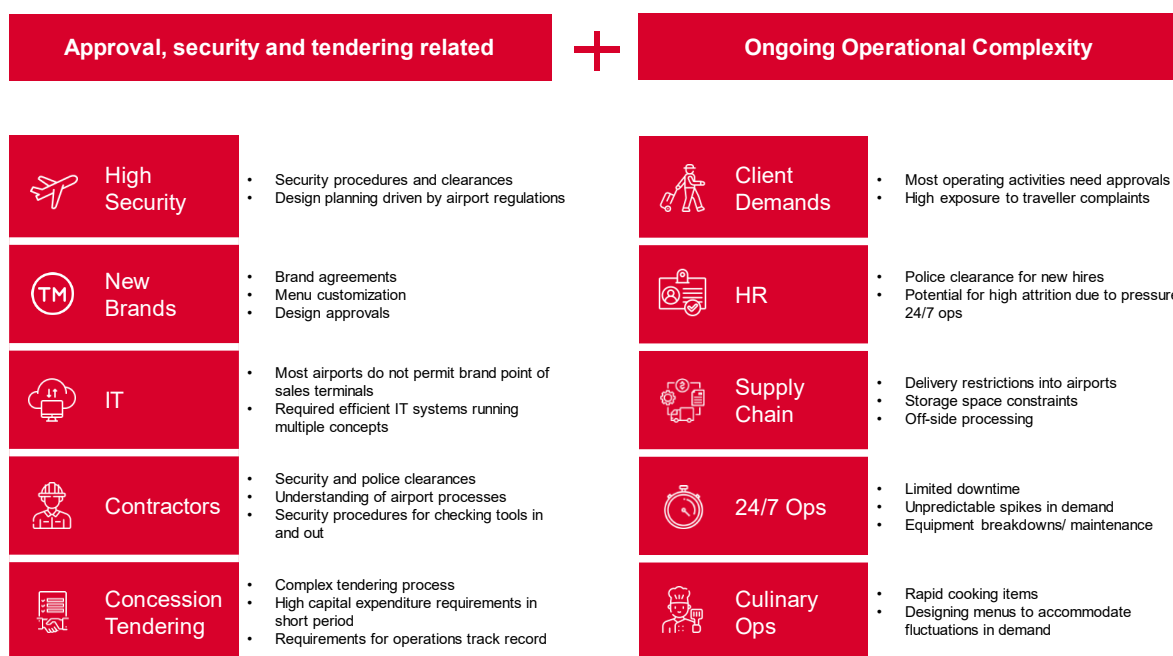 Approval, security and tendering related
Ongoing Operational Complexity
High
Security
• Security procedures and clearances
• Design planning driven by airport regulations
New
Brands
• Brand agreements
• Menu customization
• Design approvals
IT
• Most airports do not permit brand point of
sales terminals
• Required efficient IT systems running
multiple concepts
Contractors
• Security and police clearances
• Understanding of airport processes
• Security procedures for checking tools in
and out
Concession
Tendering
• Complex tendering process
• High capital expenditure requirements in
short period
• Requirements for operations track record
Client
Demands
• Most operating activities need approvals
• High exposure to traveller complaints
HR
• Police clearance for new hires
• Potential for high attrition due to pressure
24/7 ops
Supply
Chain
• Delivery restrictions into airports
• Storage space constraints
• Off-side processing
24/7 Ops
• Limited downtime
• Unpredictable spikes in demand
• Equipment breakdowns/ maintenance
Culinary
Ops
• Rapid cooking items
• Designing menus to accommodate
fluctuations in demand
TM